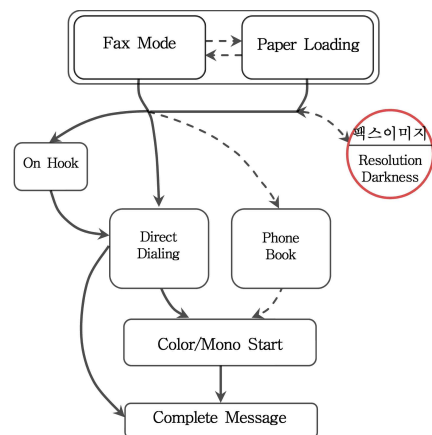 Fax Mode
Paper Loading
팩스이미지
Resolution
Darkness
On Hook
Direct
Dialing
Phone
Book
Color/Mono Start
Complete Message